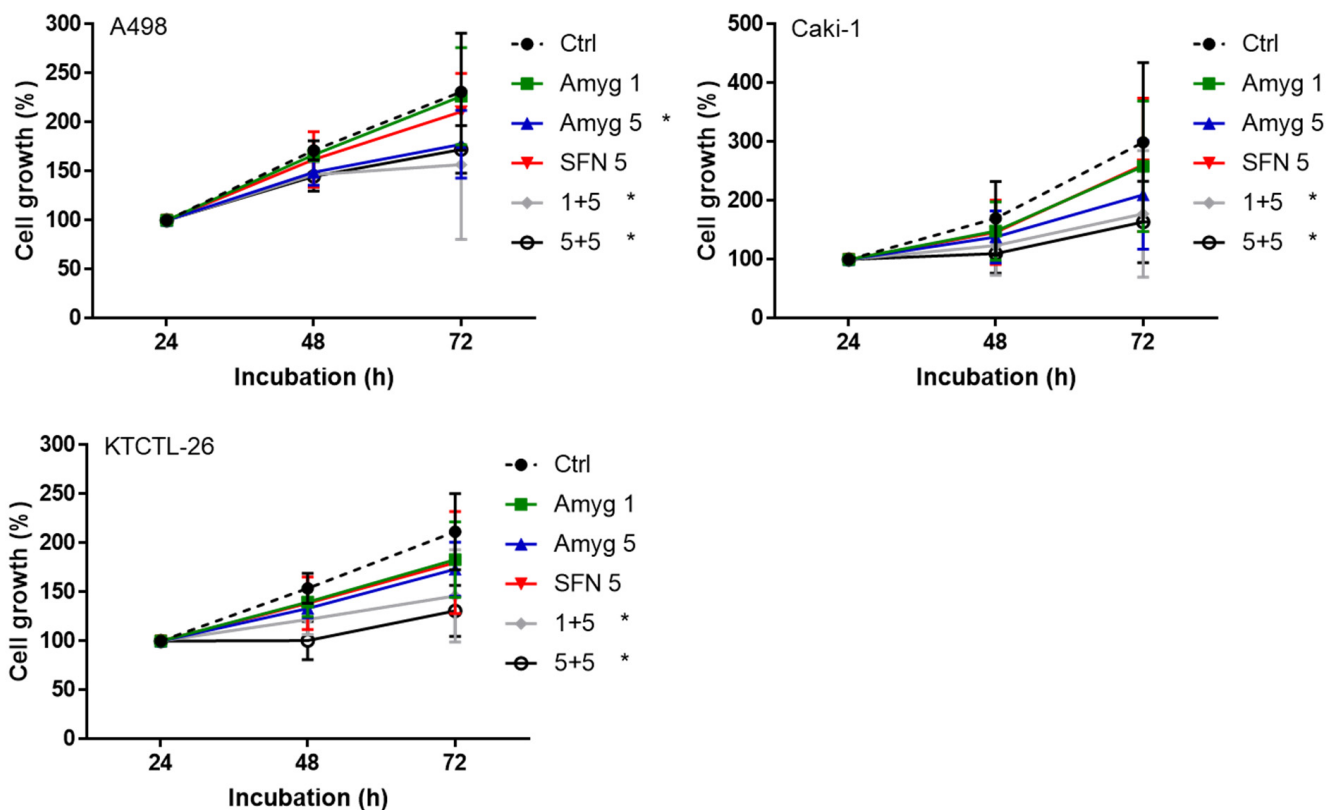 A498
Cell growth (%)
300
250
200
150
100
50
0
24 48 72
Incubation (h)
Ctrl
Amyg 1
Amyg 5 *
SFN 5
1+5 *
5+5 *
Caki-1
Cell growth (%)
500
400
300
200
100
0
24 48 72
Incubation (h)
Ctrl
Amyg 1
Amyg 5
SFN 5
1+5 *
5+5 *
KTCTL-26
Cell growth (%)
300
250
200
150
100
50
0
24 48 72
Incubation (h)
Ctrl
Amyg 1
Amyg 5
SFN 5
1+5 *
5+5 *